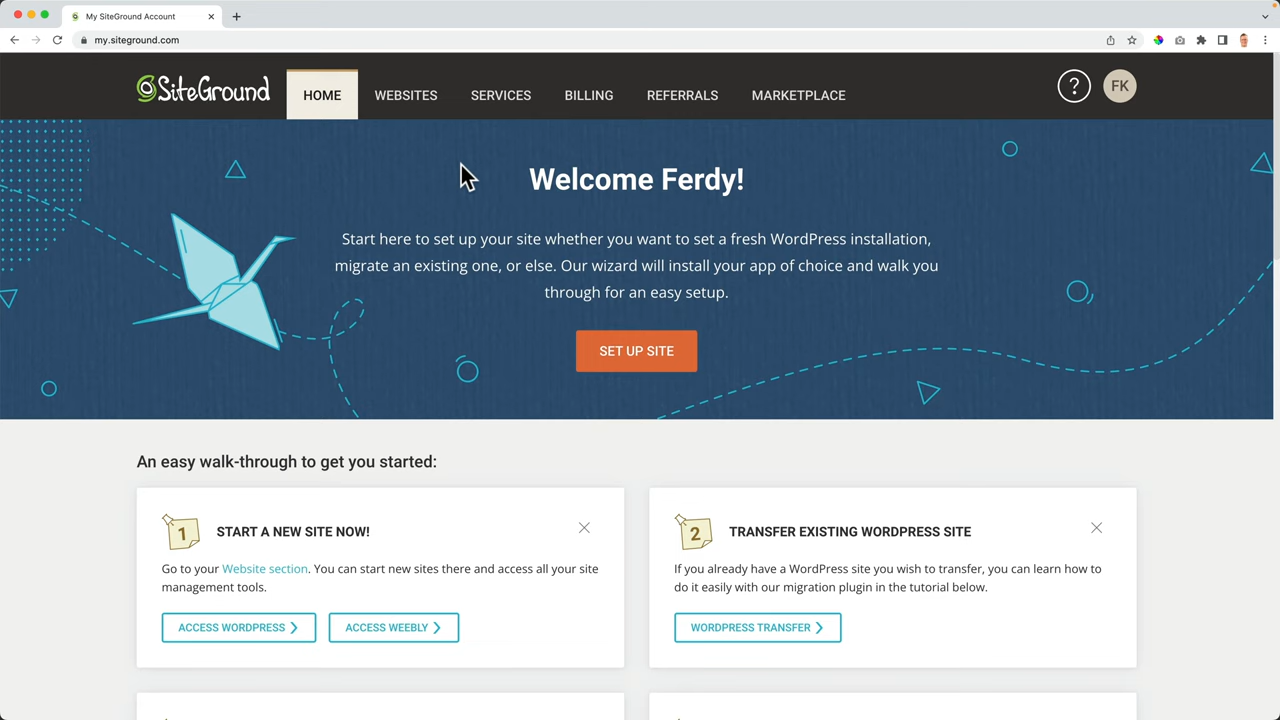 My SiteGround Account
my.siteground.com
SiteGround
HOME
WEBSITES
SERVICES
BILLING
REFERRALS
MARKETPLACE
?
FK
Welcome Ferdy!
Start here to set up your site whether you want to set a fresh WordPress installation,
migrate an existing one, or else. Our wizard will install your app of choice and walk you
through for an easy setup.
SET UP SITE
An easy walk-through to get you started:
1
START A NEW SITE NOW!
Go to your Website section. You can start new sites there and access all your site
management tools.
ACCESS WORDPRESS
ACCESS WEEBLY
2
TRANSFER EXISTING WORDPRESS SITE
If you already have a WordPress site you wish to transfer, you can learn how to
do it easily with our migration plugin in the tutorial below.
WORDPRESS TRANSFER